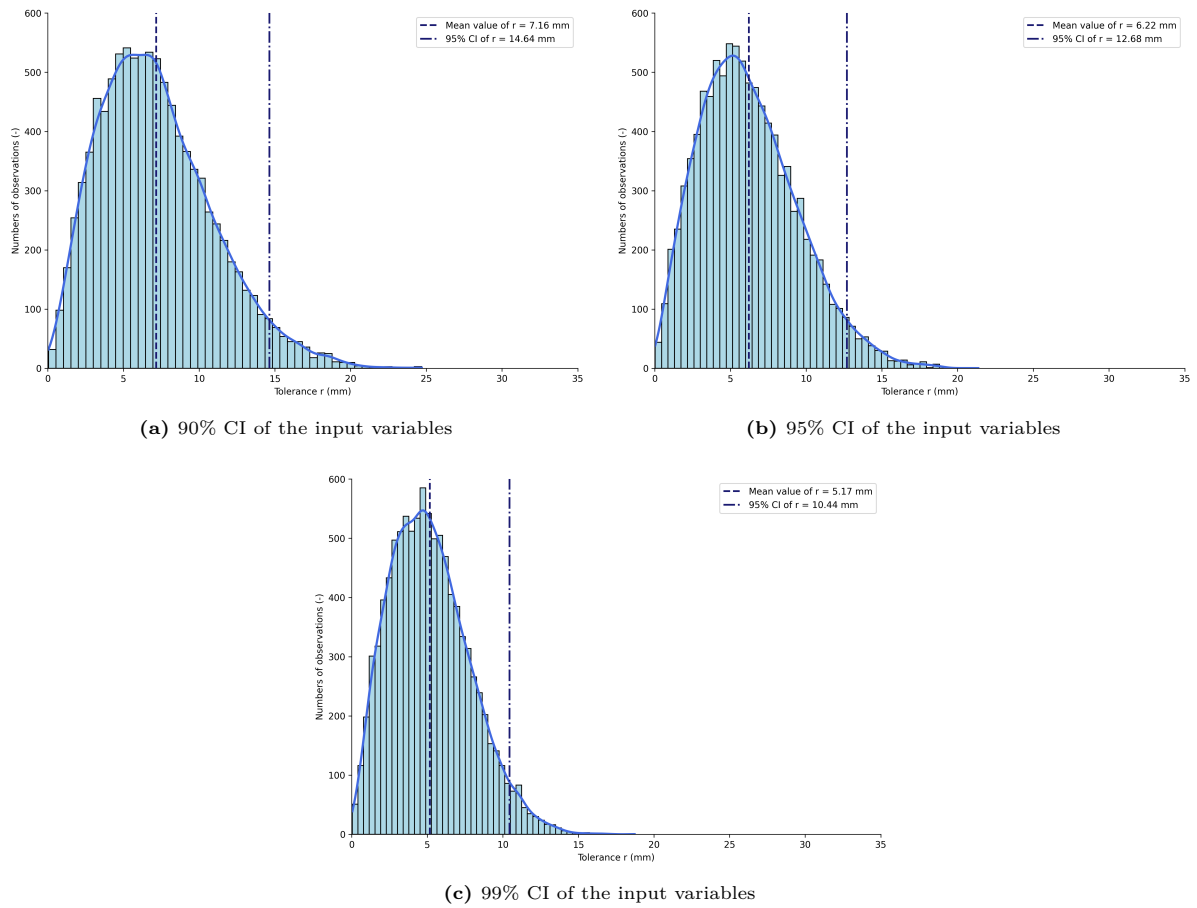 Mean value of r = 7.16 mm
95% CI of r = 14.64 mm
Numbers of observations (-)
600
500
400
300
200
100
0
0 5 10 15 20 25 30 35
Tolerance r (mm)
(a) 90% CI of the input variables
Mean value of r = 6.22 mm
95% CI of r = 12.68 mm
Numbers of observations (-)
600
500
400
300
200
100
0
0 5 10 15 20 25 30 35
Tolerance r (mm)
(b) 95% CI of the input variables
Mean value of r = 5.17 mm
95% CI of r = 10.44 mm
Numbers of observations (-)
600
500
400
300
200
100
0
0 5 10 15 20 25 30 35
Tolerance r (mm)
(c) 99% CI of the input variables